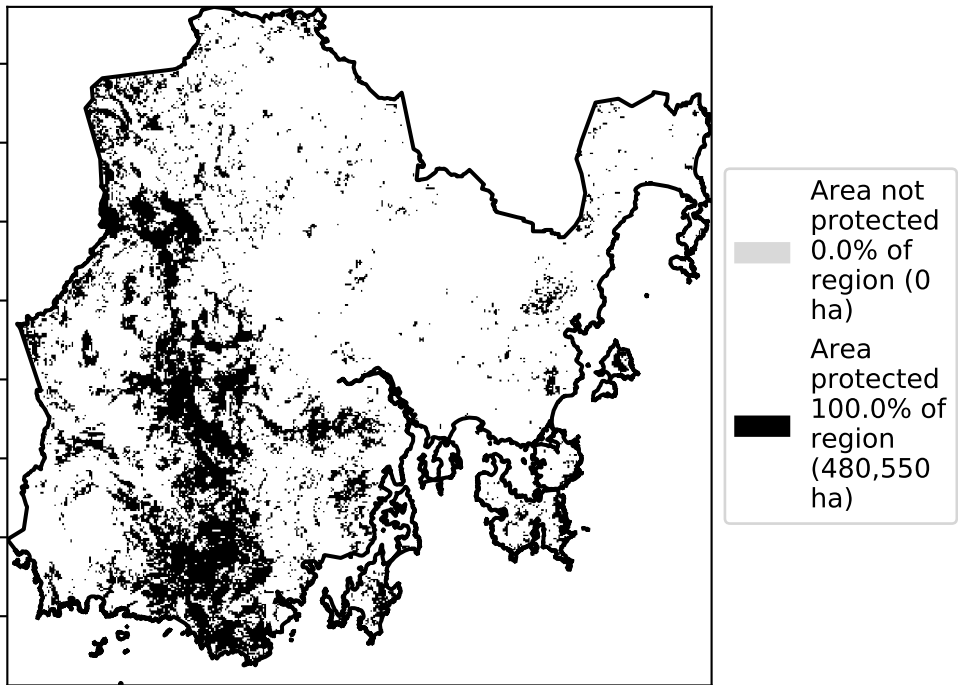 Area not
protected
0.0% of
region (0
ha)
Area
protected
100.0% of
region
(480,550
ha)